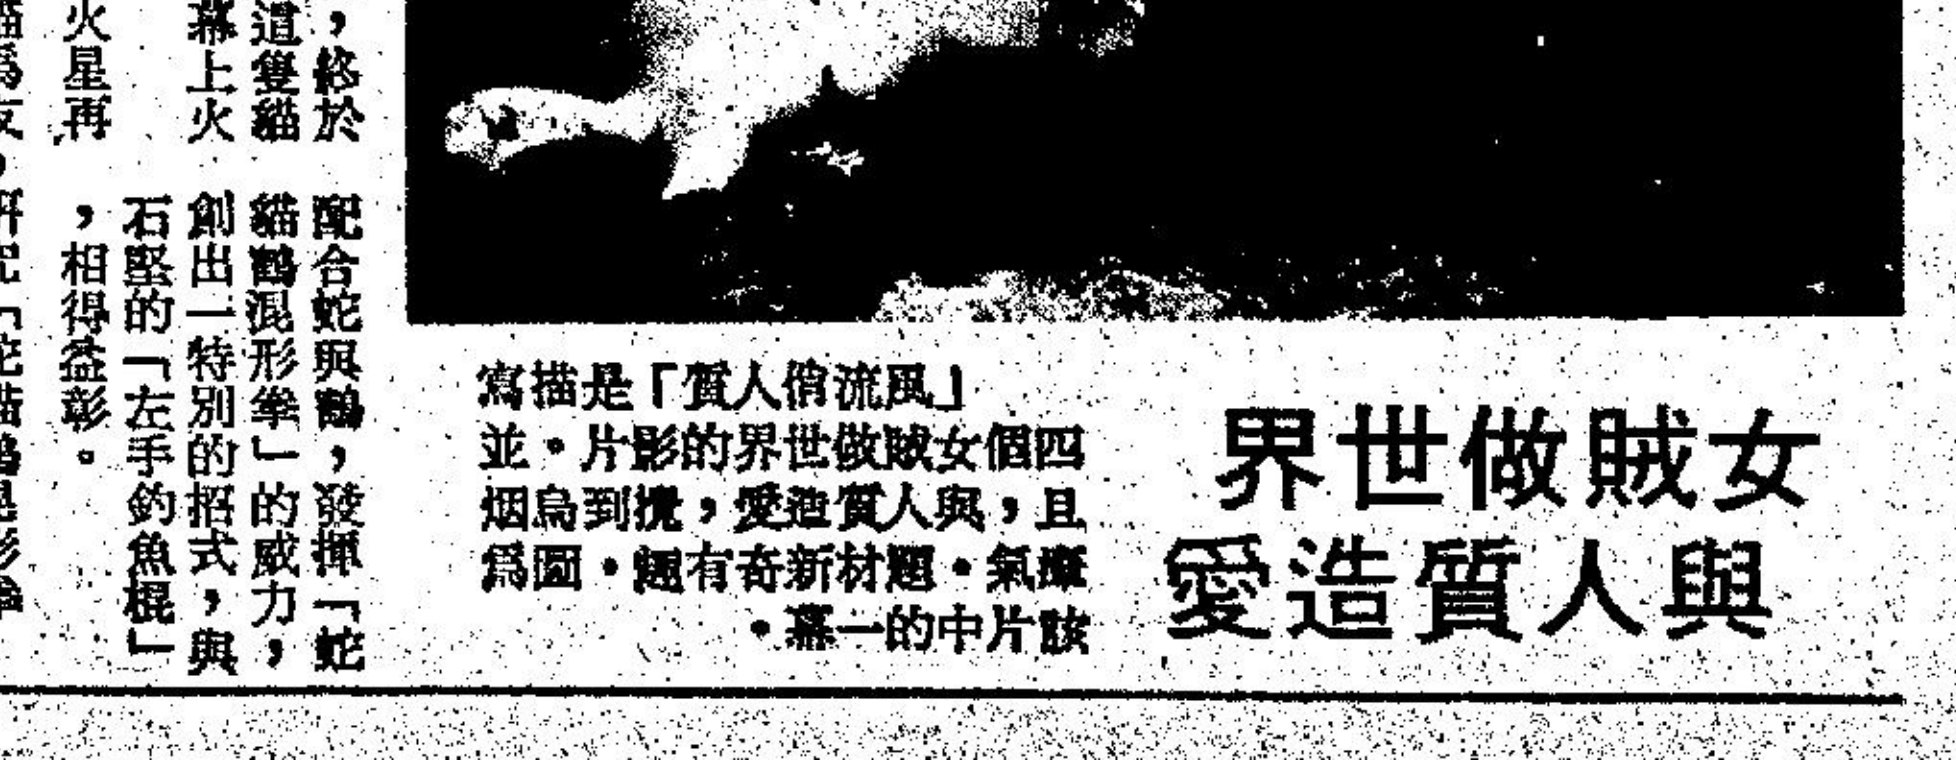 女賊做世界
與人質造愛
「風流俏人質」是描寫
四個女賊做世界的影片。並
且，與人質造愛，攪到烏烟
瘴氣。題材新奇有趣。圖爲
該片中的一幕。
，終於
這隻貓
幕上火
火星再
配合蛇與鶴，發揮「蛇
貓鶴混形拳」的威力，
創出一特別的招式，與
石堅的「左手釣魚棍」
，相得益彰。